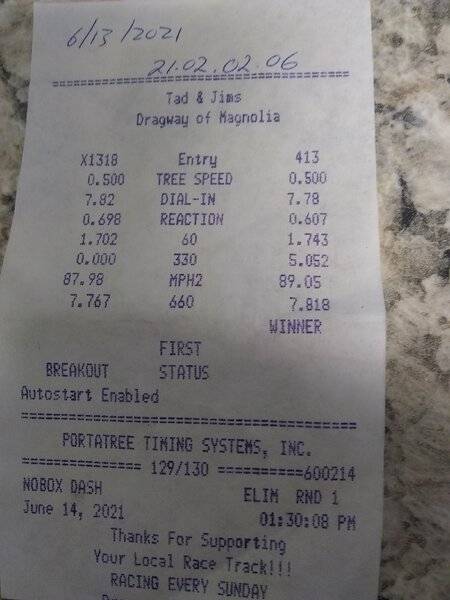 6/13/2021
21.02.02.06
================================
Tad & Jims
Dragway of Magnolia
X1318 Entry 413
0.500 TREE SPEED 0.500
7.82 DIAL-IN 7.78
0.698 REACTION 0.607
1.702 60 1.743
0.000 330 5.052
87.98 MPH2 89.05
7.767 660 7.818
WINNER
FIRST
BREAKOUT STATUS
Autostart Enabled
========================================
PORTATREE TIMING SYSTEMS, INC.
============== 129/130 ==========600214
NOBOX DASH ELIM RND 1
June 14, 2021 01:30:08 PM
Thanks For Supporting
Your Local Race Track!!!
RACING EVERY SUNDAY